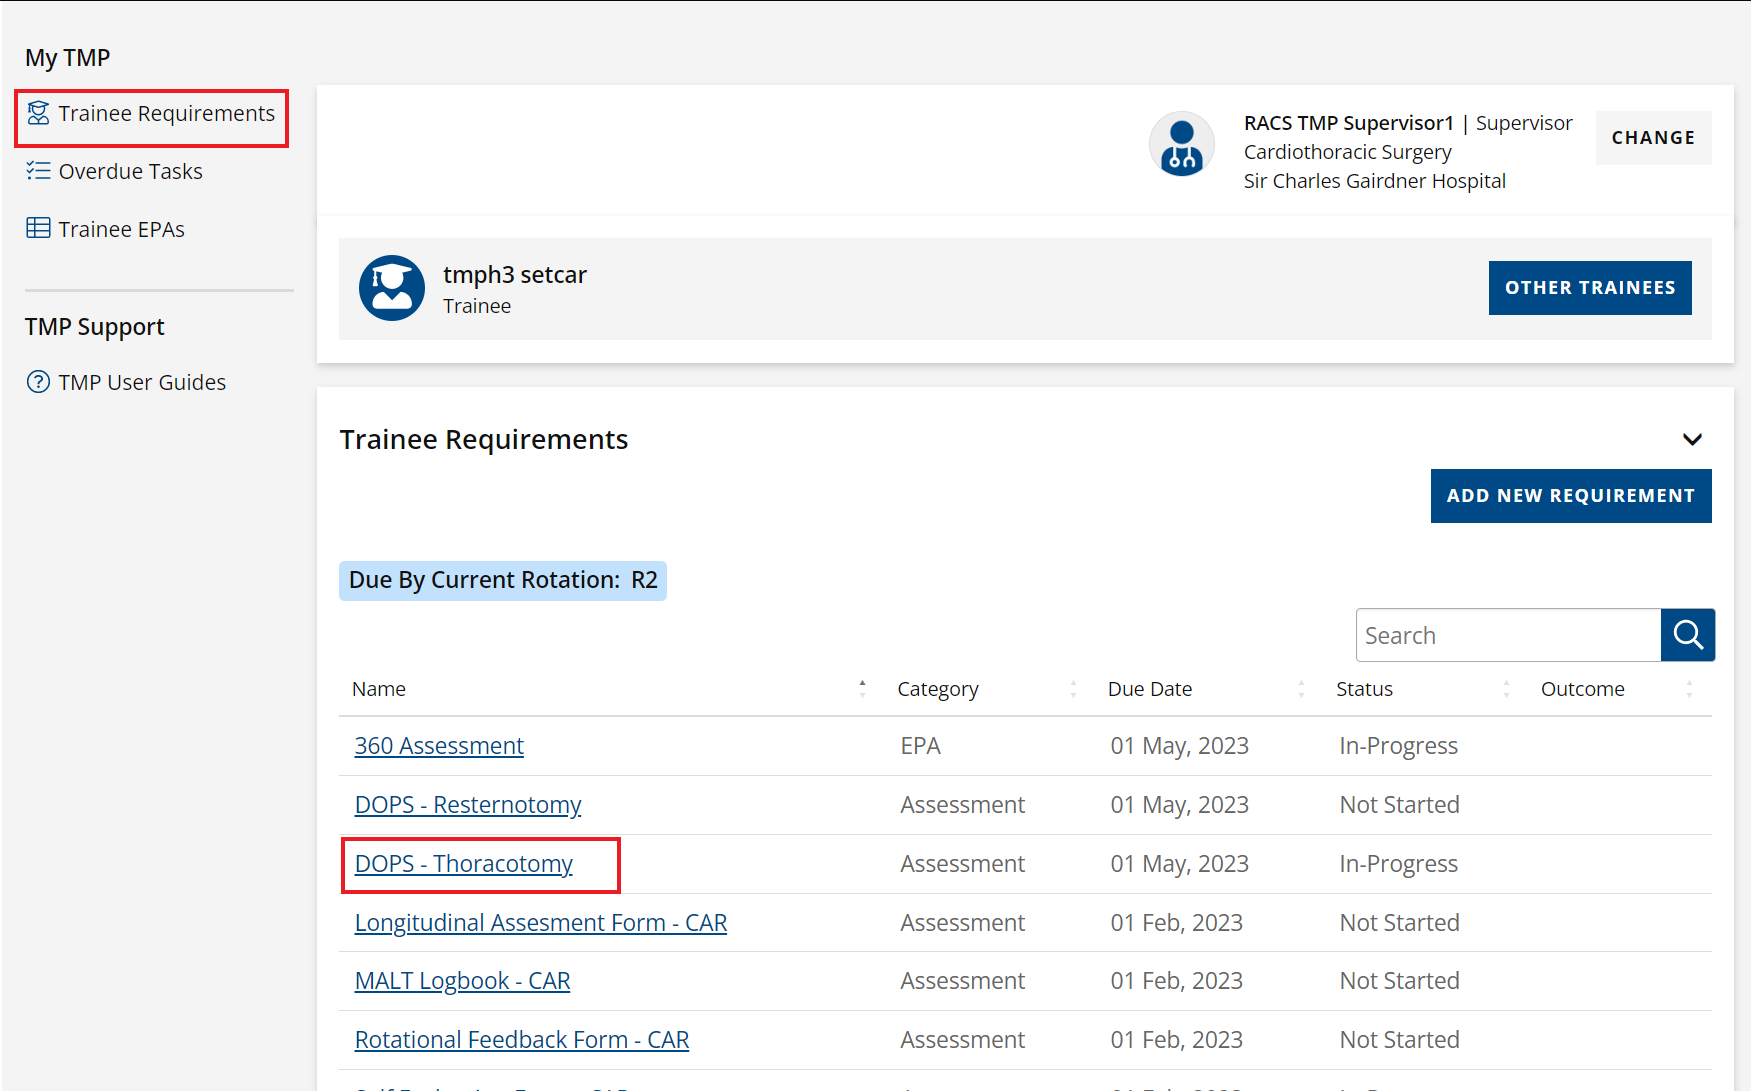 My TMP
Trainee Requirements
Overdue Tasks
Trainee EPAs
TMP Support
TMP User Guides
RACS TMP Supervisor1 | Supervisor
Cardiothoracic Surgery
Sir Charles Gairdner Hospital
CHANGE
tmph3 setcar
Trainee
OTHER TRAINEES
Trainee Requirements
ADD NEW REQUIREMENT
Due By Current Rotation: R2
Search
Name Category Due Date Status Outcome
360 Assessment EPA 01 May, 2023 In-Progress
DOPS - Resternotomy Assessment 01 May, 2023 Not Started
DOPS - Thoracotomy Assessment 01 May, 2023 In-Progress
Longitudinal Assesment Form - CAR Assessment 01 Feb, 2023 Not Started
MALT Logbook - CAR Assessment 01 Feb, 2023 Not Started
Rotational Feedback Form - CAR Assessment 01 Feb, 2023 Not Started